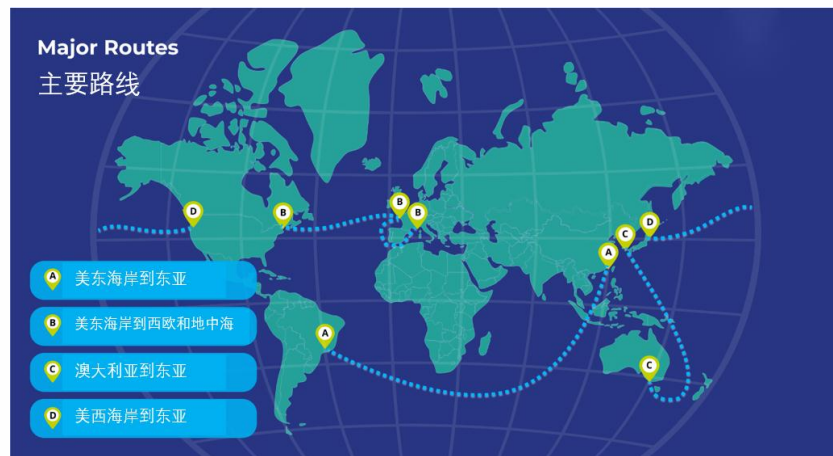 Major Routes
主要路线
D
B
B
B
D
C
A
A
C
A 美东海岸到东亚
B 美东海岸到西欧和地中海
C 澳大利亚到东亚
D 美西海岸到东亚